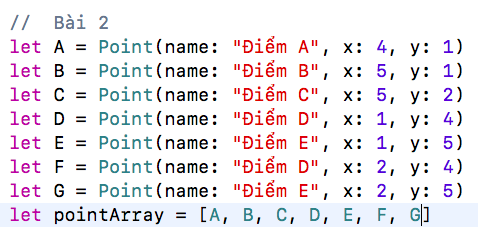 //  Bài 2
let A = Point(name: "Điểm A", x: 4, y: 1)
let B = Point(name: "Điểm B", x: 5, y: 1)
let C = Point(name: "Điểm C", x: 5, y: 2)
let D = Point(name: "Điểm D", x: 1, y: 4)
let E = Point(name: "Điểm E", x: 1, y: 5)
let F = Point(name: "Điểm D", x: 2, y: 4)
let G = Point(name: "Điểm E", x: 2, y: 5)
let pointArray = [A, B, C, D, E, F, G]